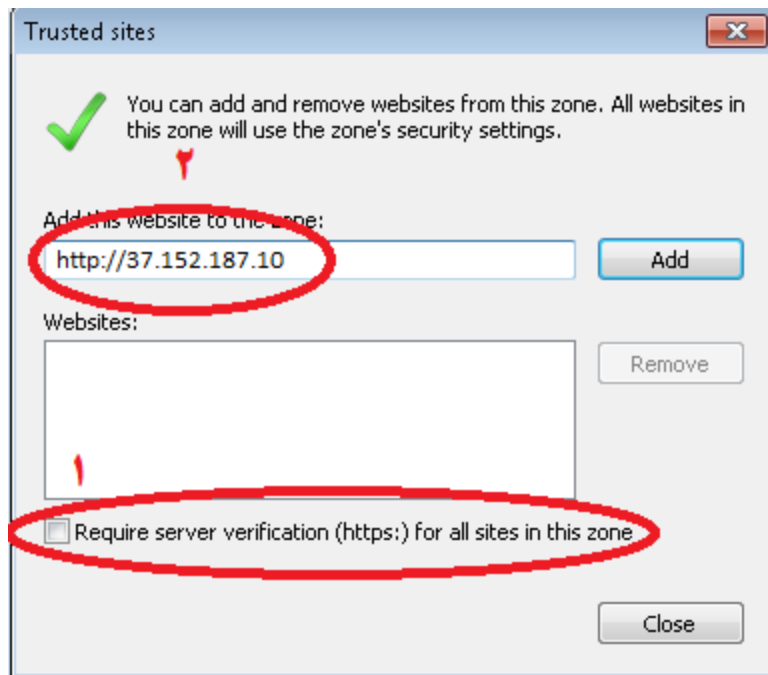 Trusted sites
You can add and remove websites from this zone. All websites in
this zone will use the zone's security settings.
۲
Add this website to the zone:
http://37.152.187.10
Add
Websites:
Remove
۱
Require server verification (https:) for all sites in this zone
Close